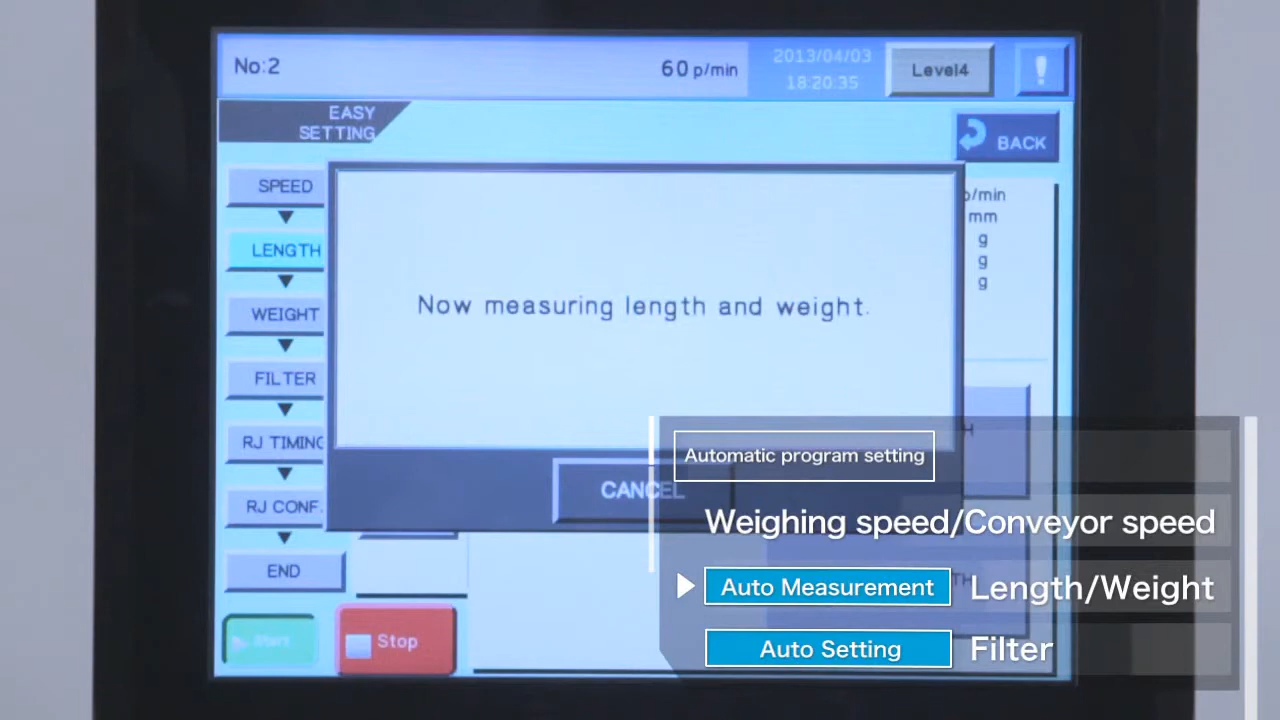 No:2
60 p/min
2013/04/03
18:20:35
Level4
!
EASY
SETTING
BACK
SPEED
LENGTH
WEIGHT
FILTER
RJ TIMING
RJ CONF.
END
Start
Stop
p/min
mm
g
g
g
Now measuring length and weight.
CANCEL
H
TH
Automatic program setting
Weighing speed/Conveyor speed
Auto Measurement Length/Weight
Auto Setting Filter